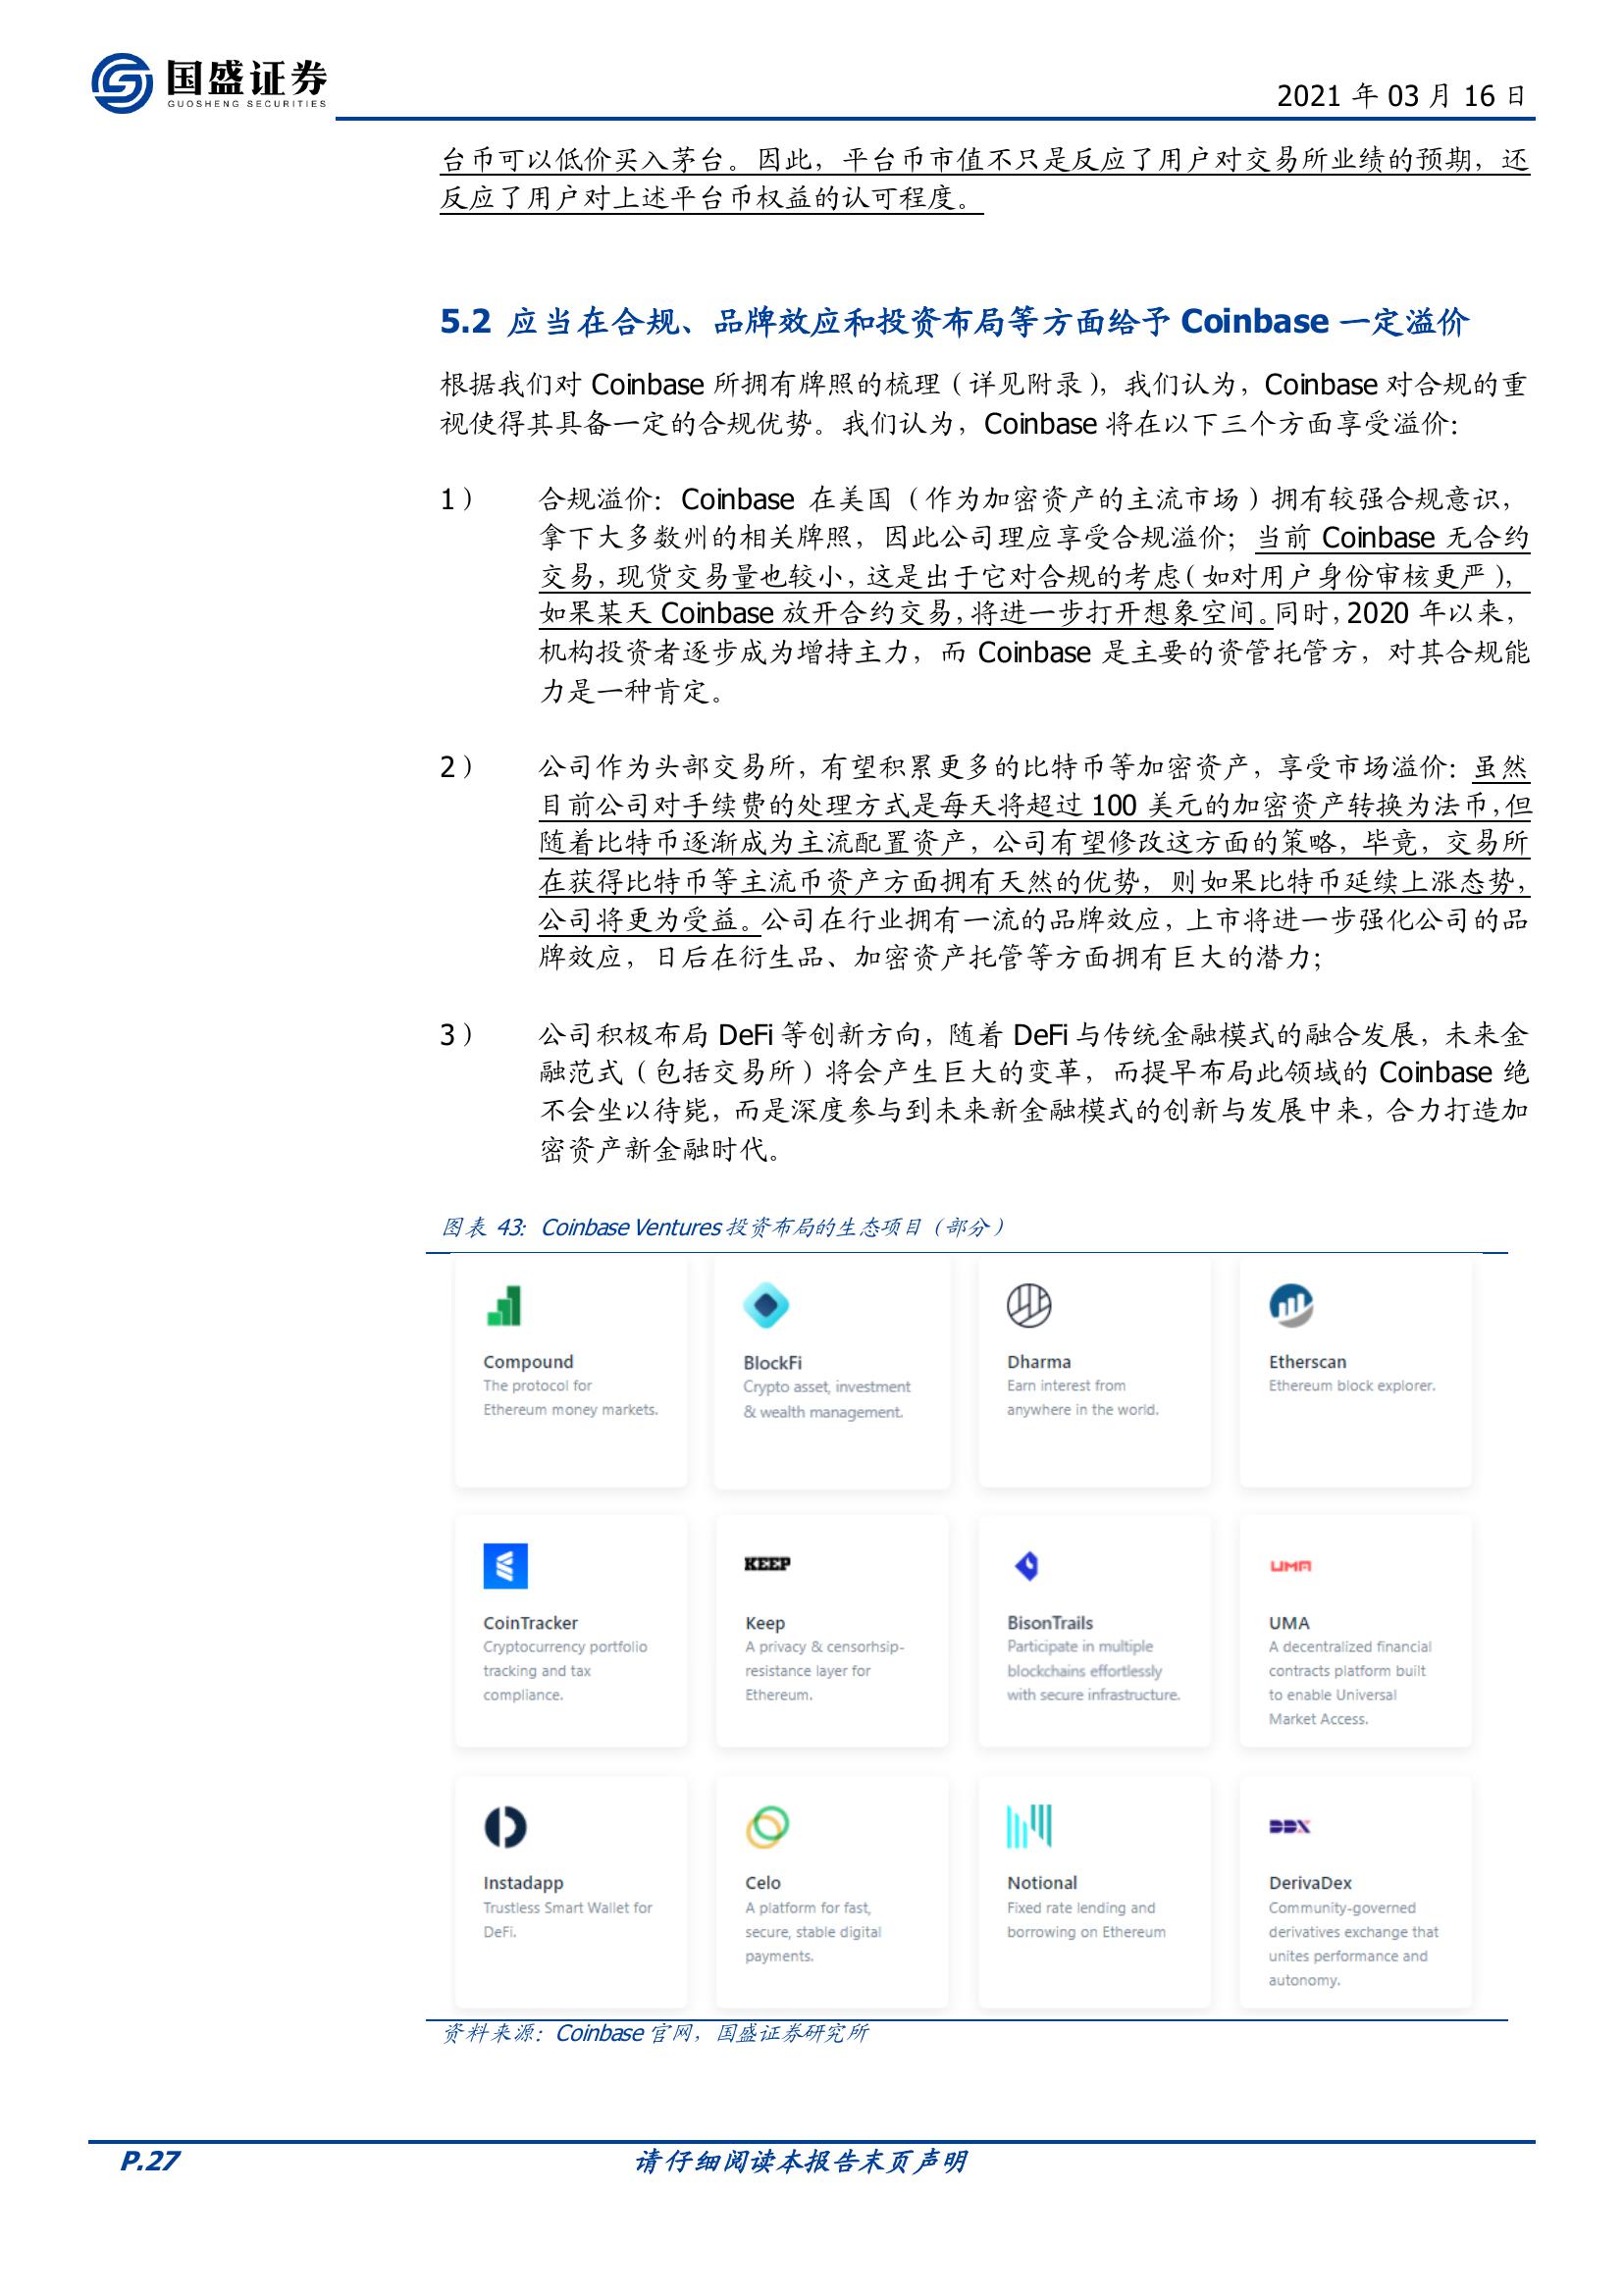 国盛证券
GUOSHENG SECURITIES
2021 年 03 月 16 日
台币可以低价买入茅台。因此，平台币市值不只是反应了用户对交易所业绩的预期，还
反应了用户对上述平台币权益的认可程度。
5.2 应当在合规、品牌效应和投资布局等方面给予 Coinbase 一定溢价
根据我们对 Coinbase 所拥有牌照的梳理（详见附录），我们认为，Coinbase 对合规的重
视使得其具备一定的合规优势。我们认为，Coinbase 将在以下三个方面享受溢价：
1） 合规溢价：Coinbase 在美国（作为加密资产的主流市场）拥有较强合规意识，
拿下大多数州的相关牌照，因此公司理应享受合规溢价；当前 Coinbase 无合约
交易，现货交易量也较小，这是出于它对合规的考虑（如对用户身份审核更严），
如果某天 Coinbase 放开合约交易，将进一步打开想象空间。同时，2020 年以来，
机构投资者逐步成为增持主力，而 Coinbase 是主要的资管托管方，对其合规能
力是一种肯定。
2） 公司作为头部交易所，有望积累更多的比特币等加密资产，享受市场溢价：虽然
目前公司对手续费的处理方式是每天将超过 100 美元的加密资产转换为法币，但
随着比特币逐渐成为主流配置资产，公司有望修改这方面的策略，毕竟，交易所
在获得比特币等主流币资产方面拥有天然的优势，则如果比特币延续上涨态势，
公司将更为受益。公司在行业拥有一流的品牌效应，上市将进一步强化公司的品
牌效应，日后在衍生品、加密资产托管等方面拥有巨大的潜力；
3） 公司积极布局 DeFi 等创新方向，随着 DeFi 与传统金融模式的融合发展，未来金
融范式（包括交易所）将会产生巨大的变革，而提早布局此领域的 Coinbase 绝
不会坐以待毙，而是深度参与到未来新金融模式的创新与发展中来，合力打造加
密资产新金融时代。
图表 43：Coinbase Ventures 投资布局的生态项目（部分）
Compound
The protocol for
Ethereum money markets.
BlockFi
Crypto asset, investment
& wealth management.
Dharma
Earn interest from
anywhere in the world.
Etherscan
Ethereum block explorer.
CoinTracker
Cryptocurrency portfolio
tracking and tax
compliance.
KEEP
Keep
A privacy & censorhsip-
resistance layer for
Ethereum.
BisonTrails
Participate in multiple
blockchains effortlessly
with secure infrastructure.
UMA
UMA
A decentralized financial
contracts platform built
to enable Universal
Market Access.
Instadapp
Trustless Smart Wallet for
DeFi.
Celo
A platform for fast,
secure, stable digital
payments.
Notional
Fixed rate lending and
borrowing on Ethereum
DDX
DerivaDex
Community-governed
derivatives exchange that
unites performance and
autonomy.
资料来源：Coinbase 官网，国盛证券研究所
P.27
请仔细阅读本报告末页声明